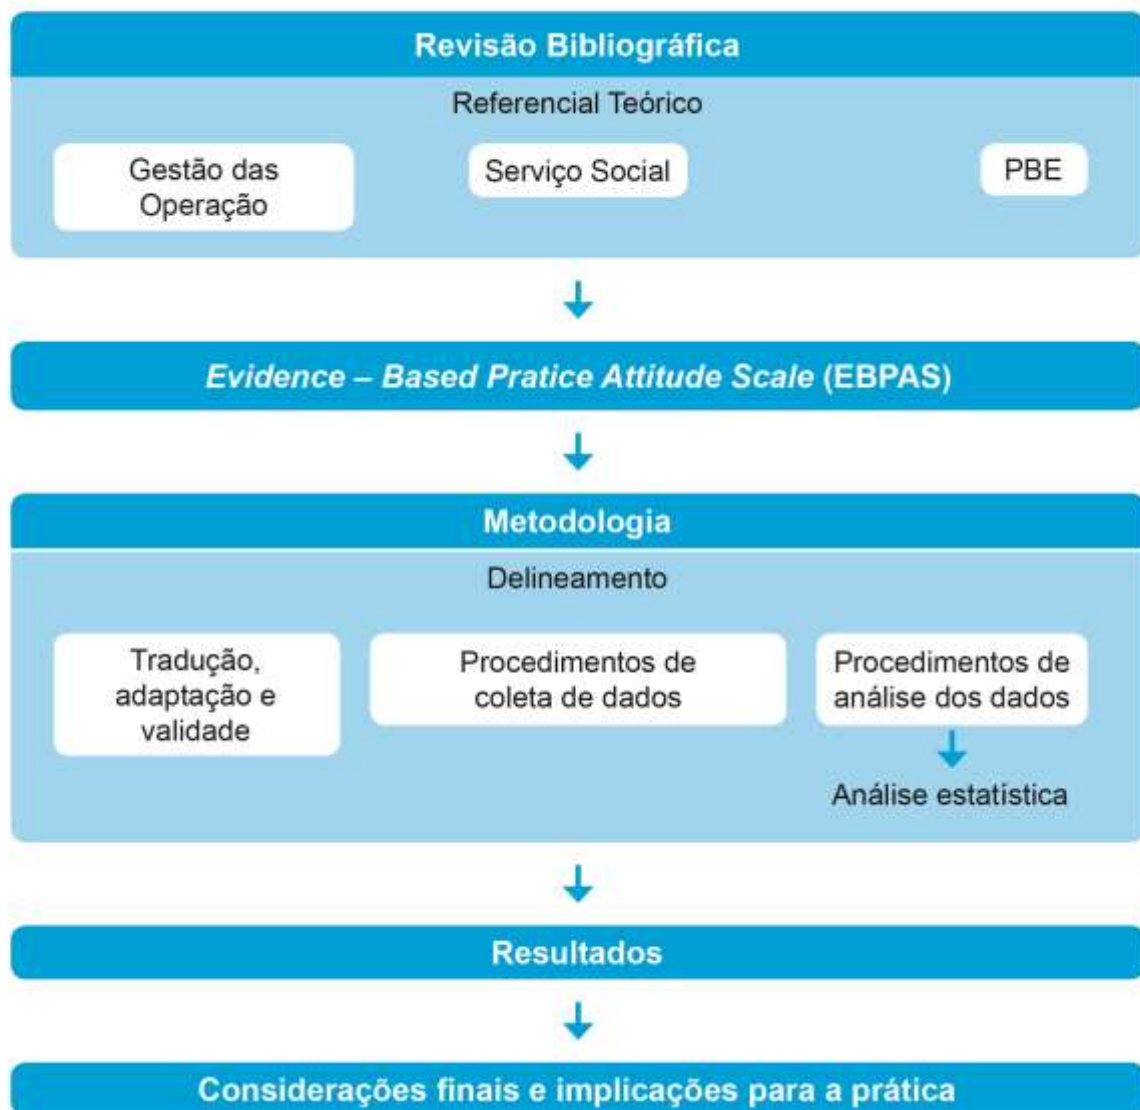 Revisão Bibliográfica
Referencial Teórico
Gestão das
Operação
Serviço Social
PBE
Evidence – Based Pratice Attitude Scale (EBPAS)
Metodologia
Delineamento
Tradução,
adaptação e
validade
Procedimentos de
coleta de dados
Procedimentos de
análise dos dados
Análise estatística
Resultados
Considerações finais e implicações para a prática